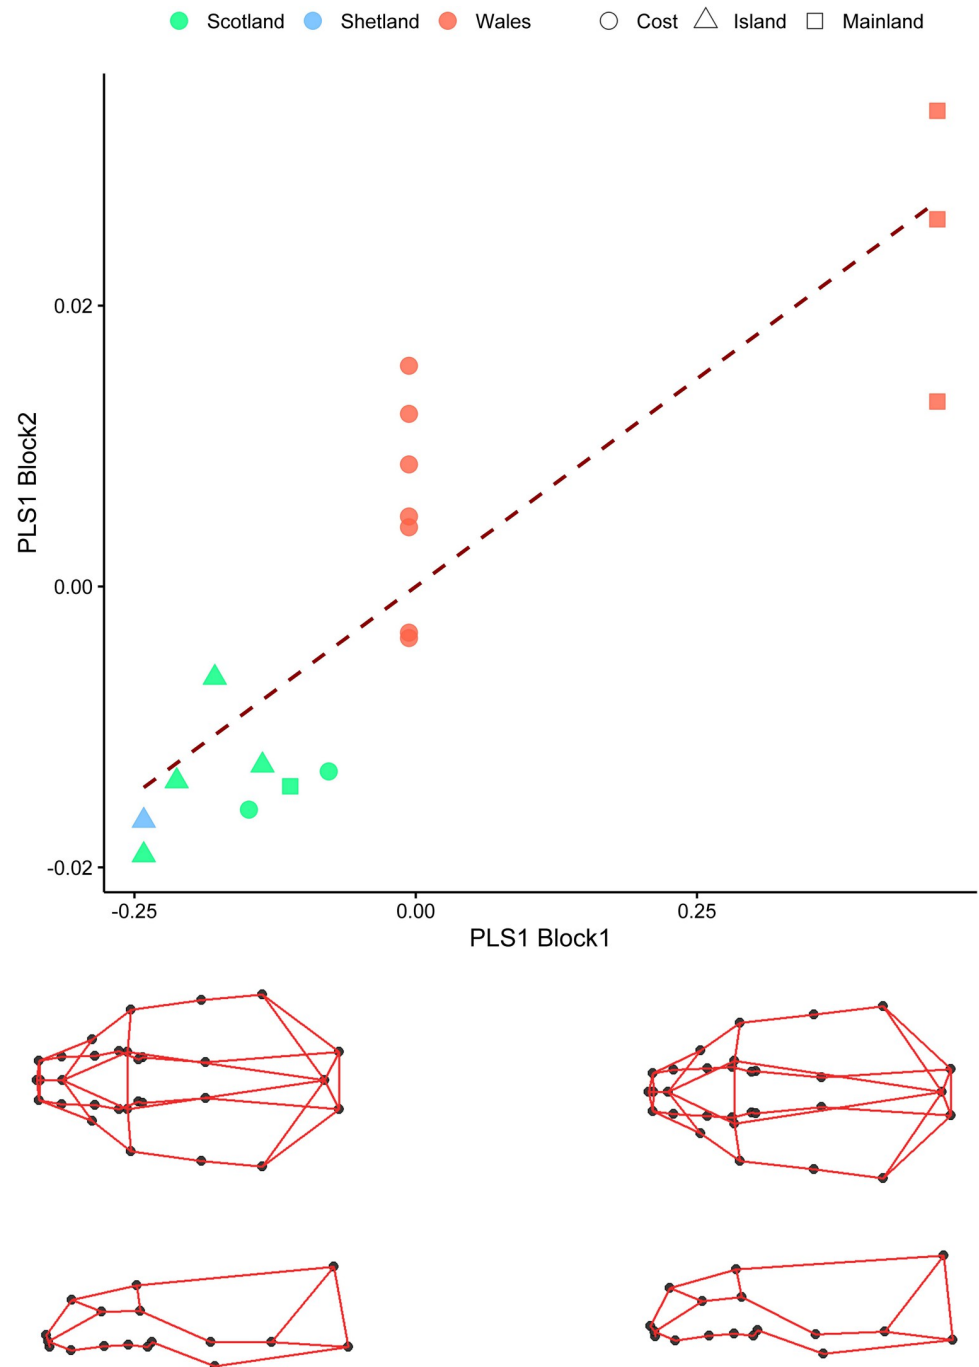 Scotland Shetland Wales Cost Island Mainland
PLS1 Block2
0.02
0.00
-0.02
-0.25 0.00 0.25
PLS1 Block1